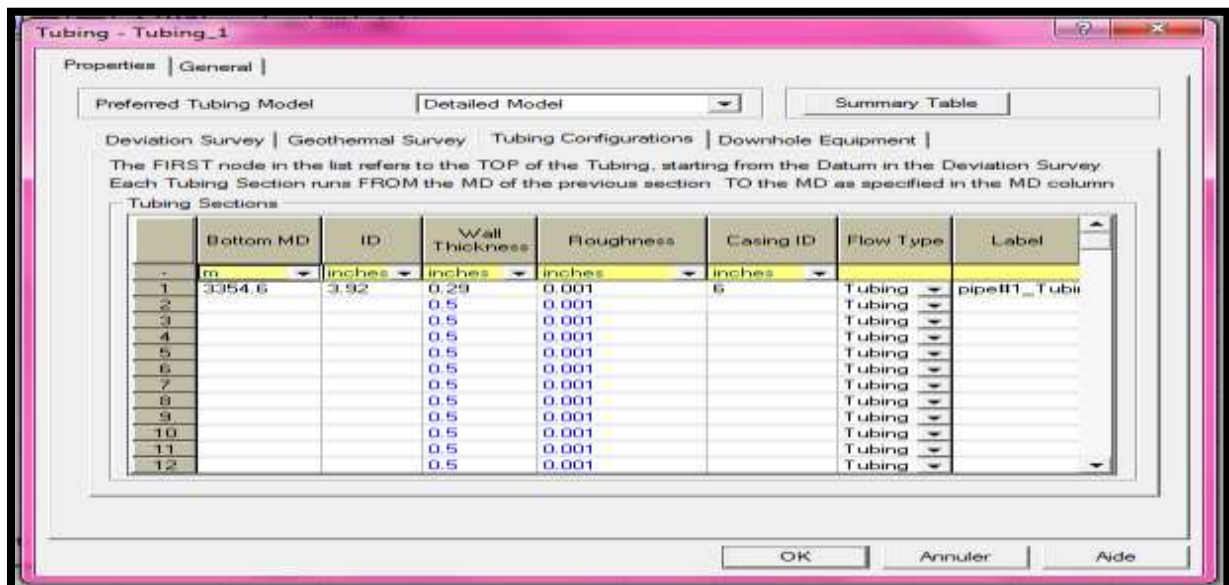 Tubing - Tubing_1
Properties General
Preferred Tubing Model Detailed Model Summary Table
Deviation Survey Geothermal Survey Tubing Configurations Downhole Equipment
The FIRST node in the list refers to the TOP of the Tubing, starting from the Datum in the Deviation Survey
Each Tubing Section runs FROM the MD of the previous section TO the MD as specified in the MD column
Tubing Sections
Bottom MD ID Wall Thickness Roughness Casing ID Flow Type Label
- m inches inches inches inches
1 3354.6 3.92 0.29 0.001 6 Tubing pipe#1_Tubi
2 0.5 0.001 Tubing
3 0.5 0.001 Tubing
4 0.5 0.001 Tubing
5 0.5 0.001 Tubing
6 0.5 0.001 Tubing
7 0.5 0.001 Tubing
8 0.5 0.001 Tubing
9 0.5 0.001 Tubing
10 0.5 0.001 Tubing
11 0.5 0.001 Tubing
12 0.5 0.001 Tubing
OK Annuler Aide